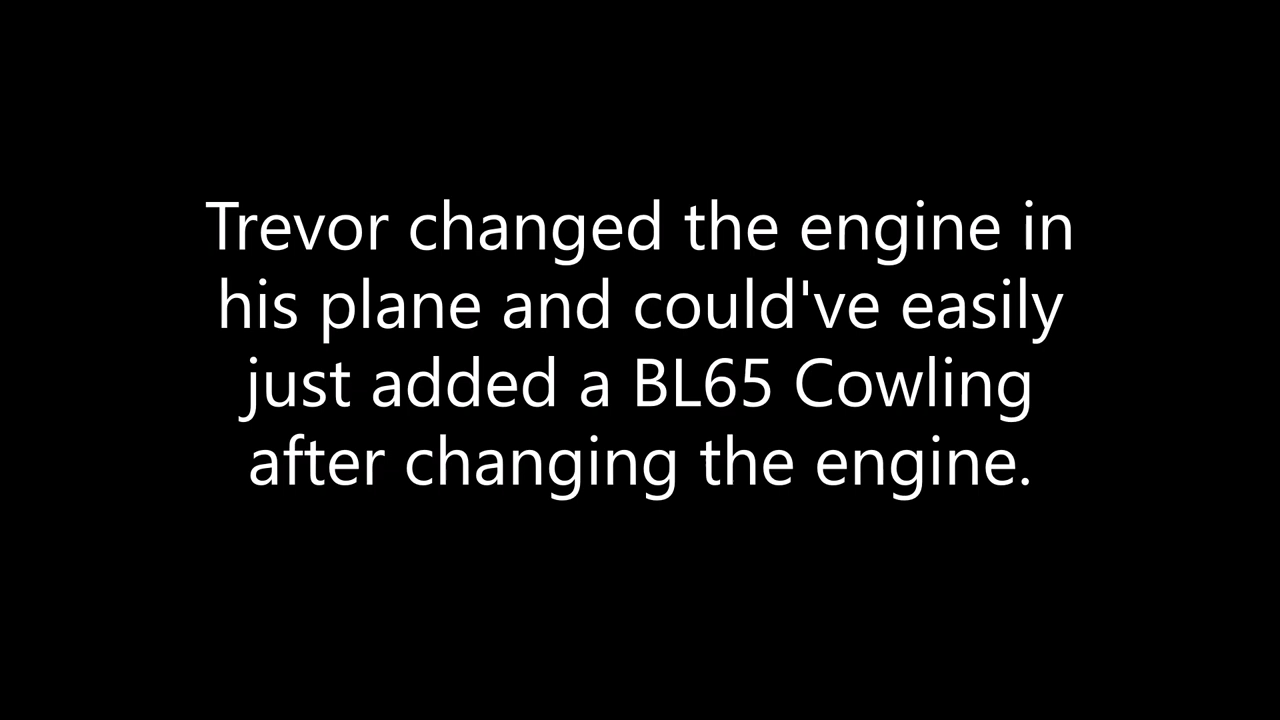 Trevor changed the engine in
his plane and could've easily
just added a BL65 Cowling
after changing the engine.